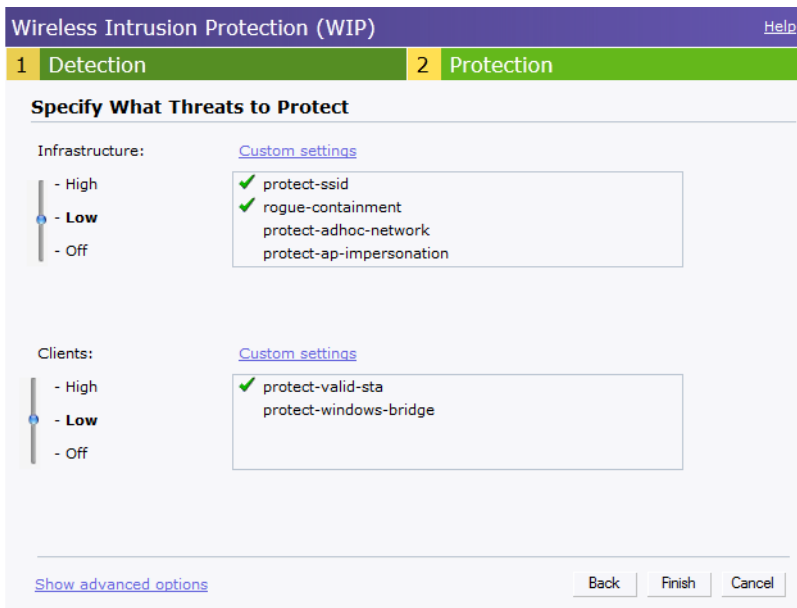 Wireless Intrusion Protection (WIP) Help
1 Detection 2 Protection
Specify What Threats to Protect
Infrastructure: Custom settings
- High
- Low
- Off
protect-ssid
rogue-containment
protect-adhoc-network
protect-ap-impersonation
Clients: Custom settings
- High
- Low
- Off
protect-valid-sta
protect-windows-bridge
Show advanced options Back Finish Cancel